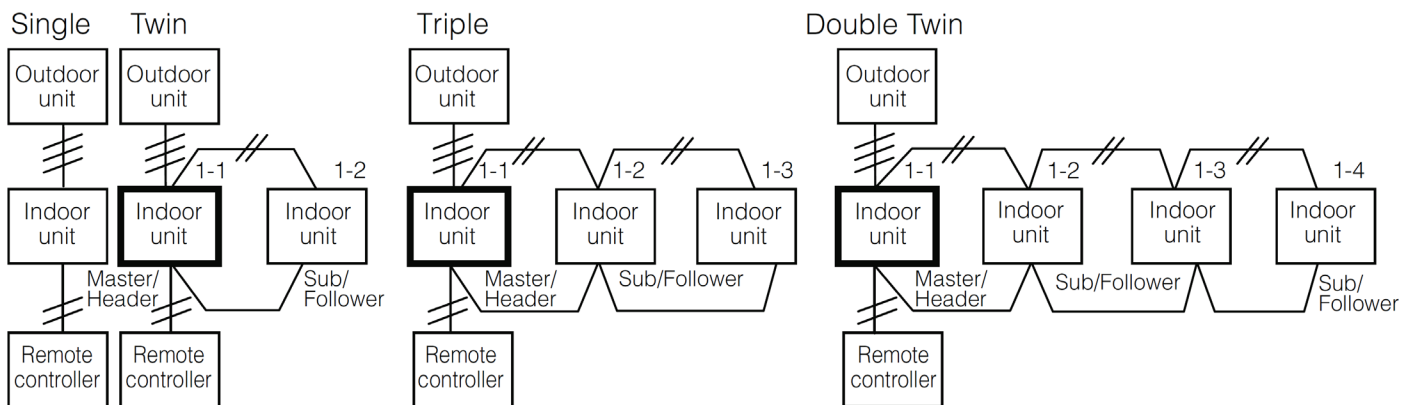 Single
Twin
Triple
Double Twin
Outdoor
unit
Outdoor
unit
Outdoor
unit
Outdoor
unit
1-1
1-2
1-1
1-2
1-3
1-1
1-2
1-3
1-4
Indoor
unit
Indoor
unit
Indoor
unit
Indoor
unit
Indoor
unit
Indoor
unit
Indoor
unit
Indoor
unit
Indoor
unit
Indoor
unit
Master/
Header
Sub/
Follower
Master/
Header
Sub/Follower
Master/
Header
Sub/Follower
Sub/
Follower
Remote
controller
Remote
controller
Remote
controller
Remote
controller